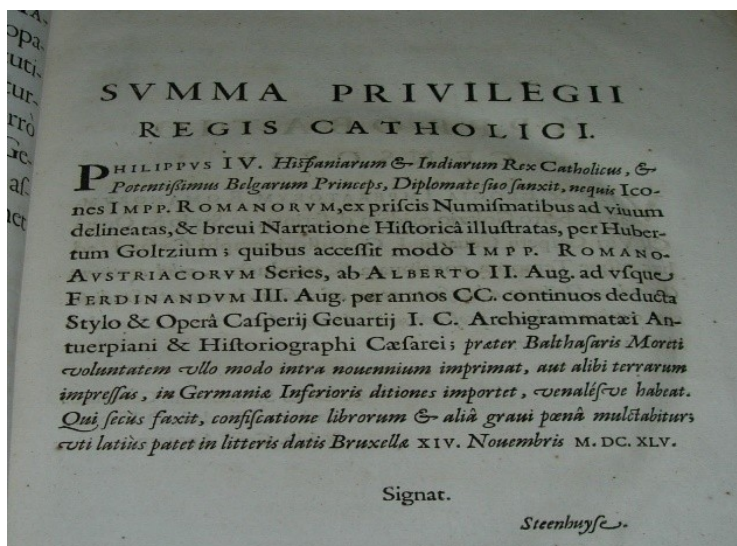 SVMMA PRIVILEGII
REGIS CATHOLICI.
PHILIPPVS IV. Hiſpaniarum & Indiarum Rex Catholicus, &
Potentiſsimus Belgarum Princeps, Diplomate ſuo ſanxit, nequis Ico-
nes IMPP. ROMANORVM, ex priſcis Numiſmatibus ad viuum
delineatas, & breui Narratione Hiſtoricâ illuſtratas, per Huber-
tum Goltzium; quibus acceſſit modò IMPP. ROMANO-
AVSTRIACORVM Series, ab ALBERTO II. Aug. ad vſque
FERDINANDVM III. Aug. per annos CC. continuos deducta
Stylo & Operâ Caſperij Geuartij I. C. Archigrammatæi An-
tuerpiani & Hiſtoriographi Cæſarei; præter Balthaſaris Moreti
voluntatem vllo modo intra nouennium imprimat, aut alibi terrarum
impreſſas, in Germaniæ Inferioris ditiones importet, venaléſve habeat.
Qui ſecùs faxit, confiſcatione librorum & aliâ graui pœnâ mulctabitur;
vti latiùs patet in litteris datis Bruxellæ XIV. Nouembris M. DC. XLV.
Signat.
Steenhuyſe.